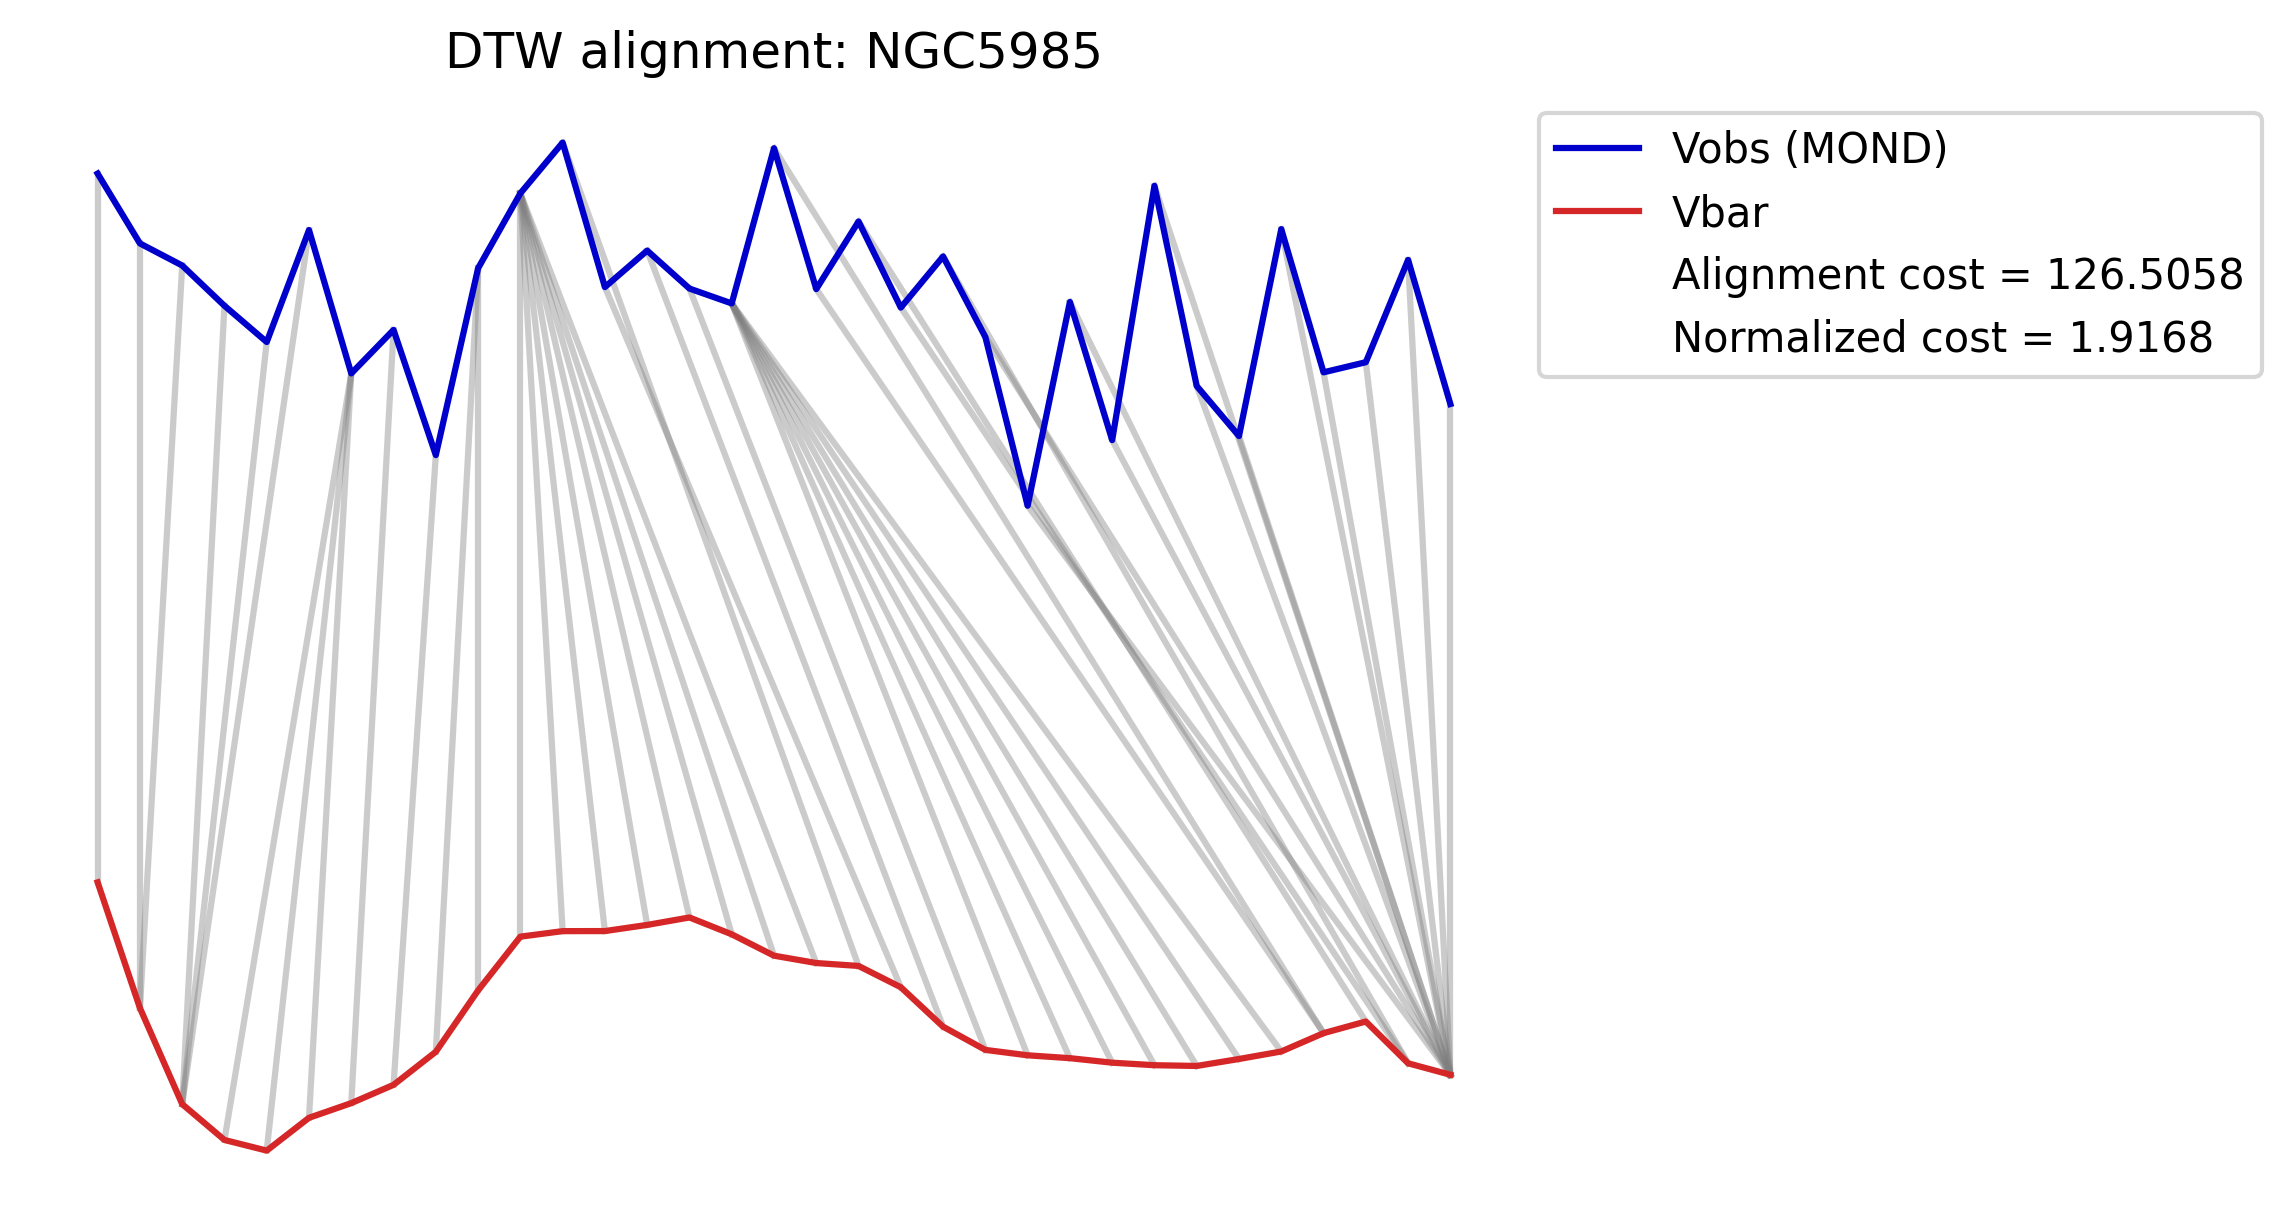 DTW alignment: NGC5985
Vobs (MOND)
Vbar
Alignment cost = 126.5058
Normalized cost = 1.9168